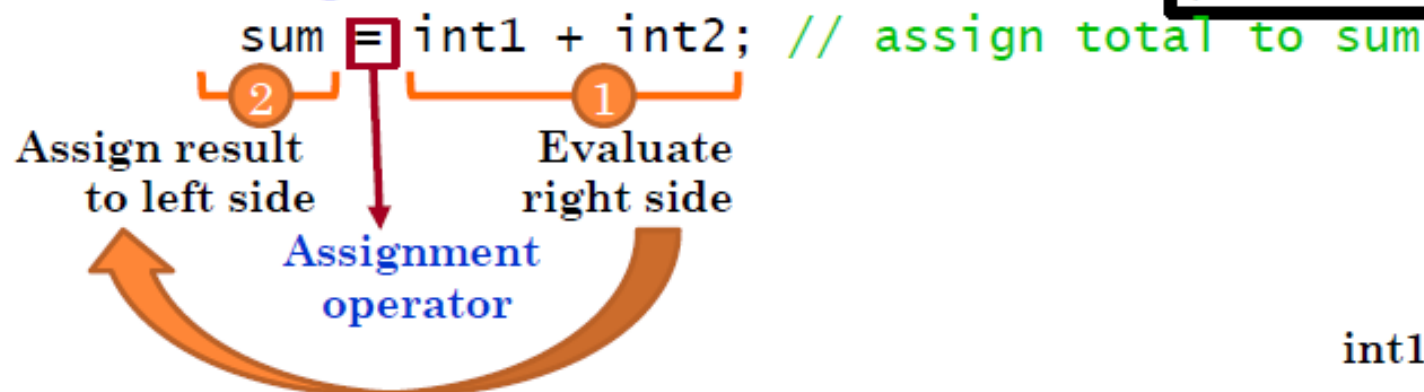 sum = int1 + int2; // assign total to sum
2 1
Assign result
to left side
Evaluate
right side
Assignment
operator
int1